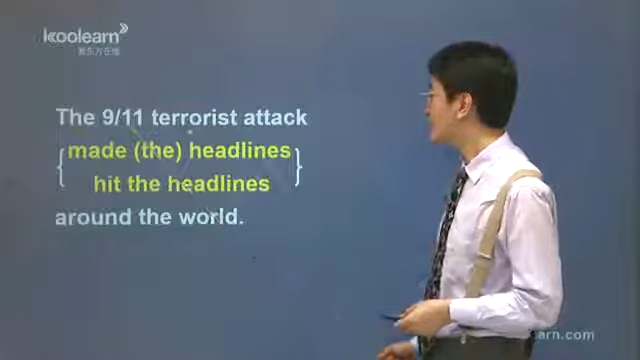 koolearn
新东方在线
The 9/11 terrorist attack
made (the) headlines
hit the headlines
around the world.
arn.com